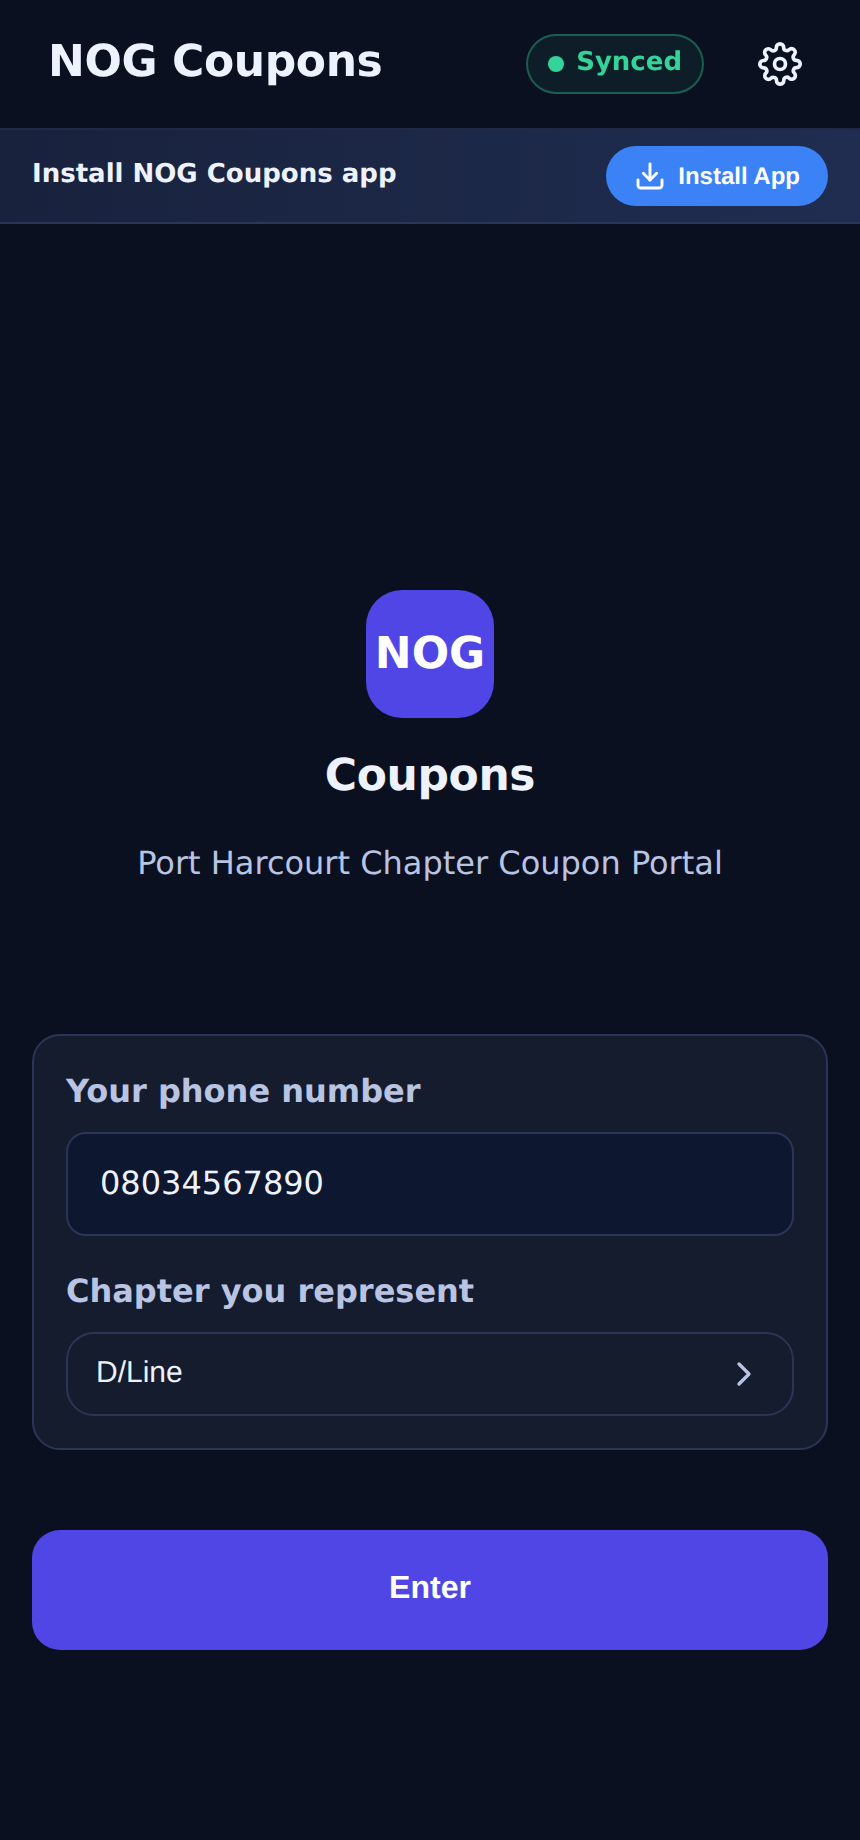 NOG Coupons
Synced
Install NOG Coupons app
Install App
NOG
Coupons
Port Harcourt Chapter Coupon Portal
Your phone number
08034567890
Chapter you represent
D/Line
Enter